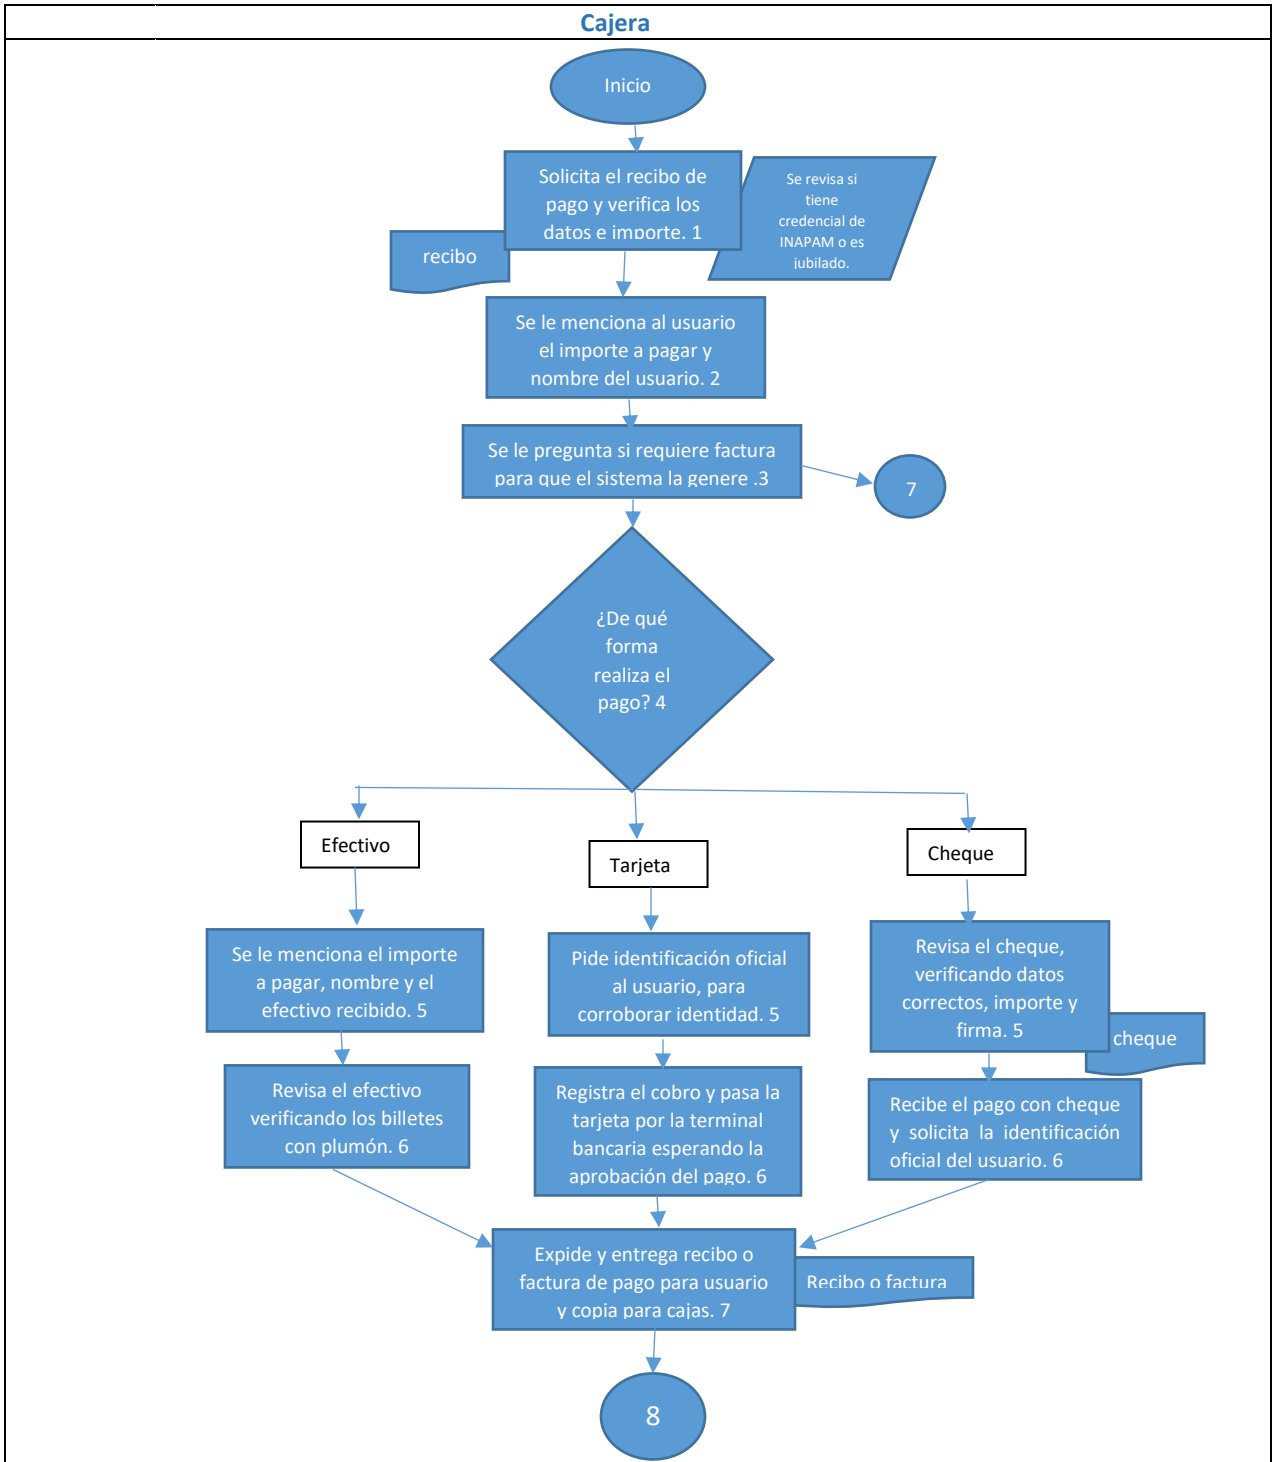 Cajera
Inicio
Solicita el recibo de
pago y verifica los
datos e importe. 1
Se revisa si
tiene
credencial de
INAPAM o es
jubilado.
recibo
Se le menciona al usuario
el importe a pagar y
nombre del usuario. 2
Se le pregunta si requiere factura
para que el sistema la genere .3
7
¿De qué
forma
realiza el
pago? 4
Efectivo
Tarjeta
Cheque
Se le menciona el importe
a pagar, nombre y el
efectivo recibido. 5
Pide identificación oficial
al usuario, para
corroborar identidad. 5
Revisa el cheque,
verificando datos
correctos, importe y
firma. 5
cheque
Revisa el efectivo
verificando los billetes
con plumón. 6
Registra el cobro y pasa la
tarjeta por la terminal
bancaria esperando la
aprobación del pago. 6
Recibe el pago con cheque
y solicita la identificación
oficial del usuario. 6
Expide y entrega recibo o
factura de pago para usuario
y copia para cajas. 7
Recibo o factura
8